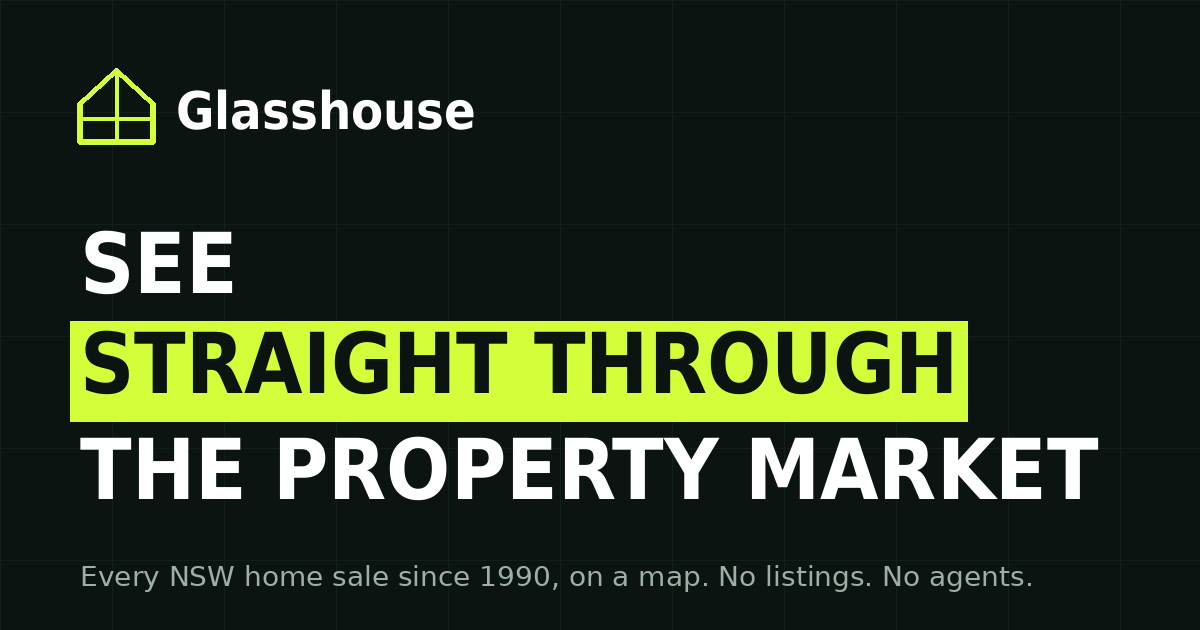 Glasshouse
SEE
STRAIGHT THROUGH
THE PROPERTY MARKET
Every NSW home sale since 1990, on a map. No listings. No agents.